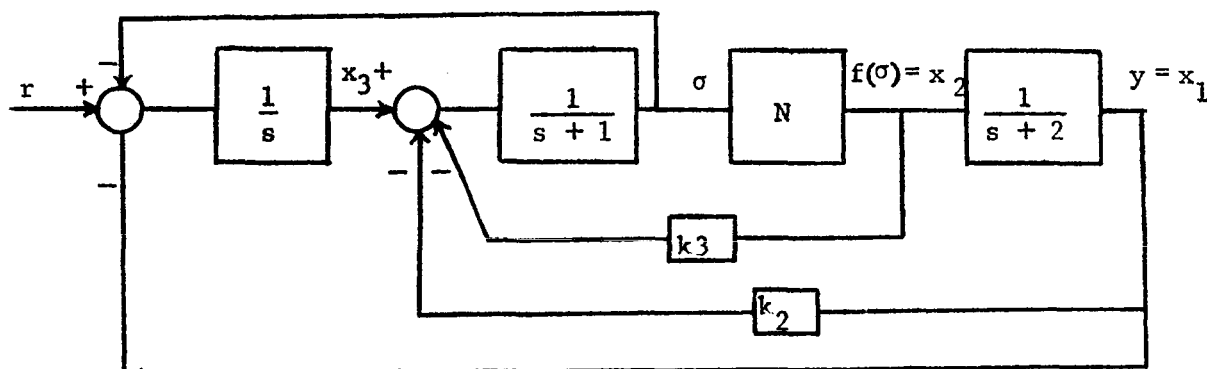 r
+
−
−
1
s
x3+
−
−
1
s + 1
σ
N
f(σ) = x2
1
s + 2
y = x1
k3
k2